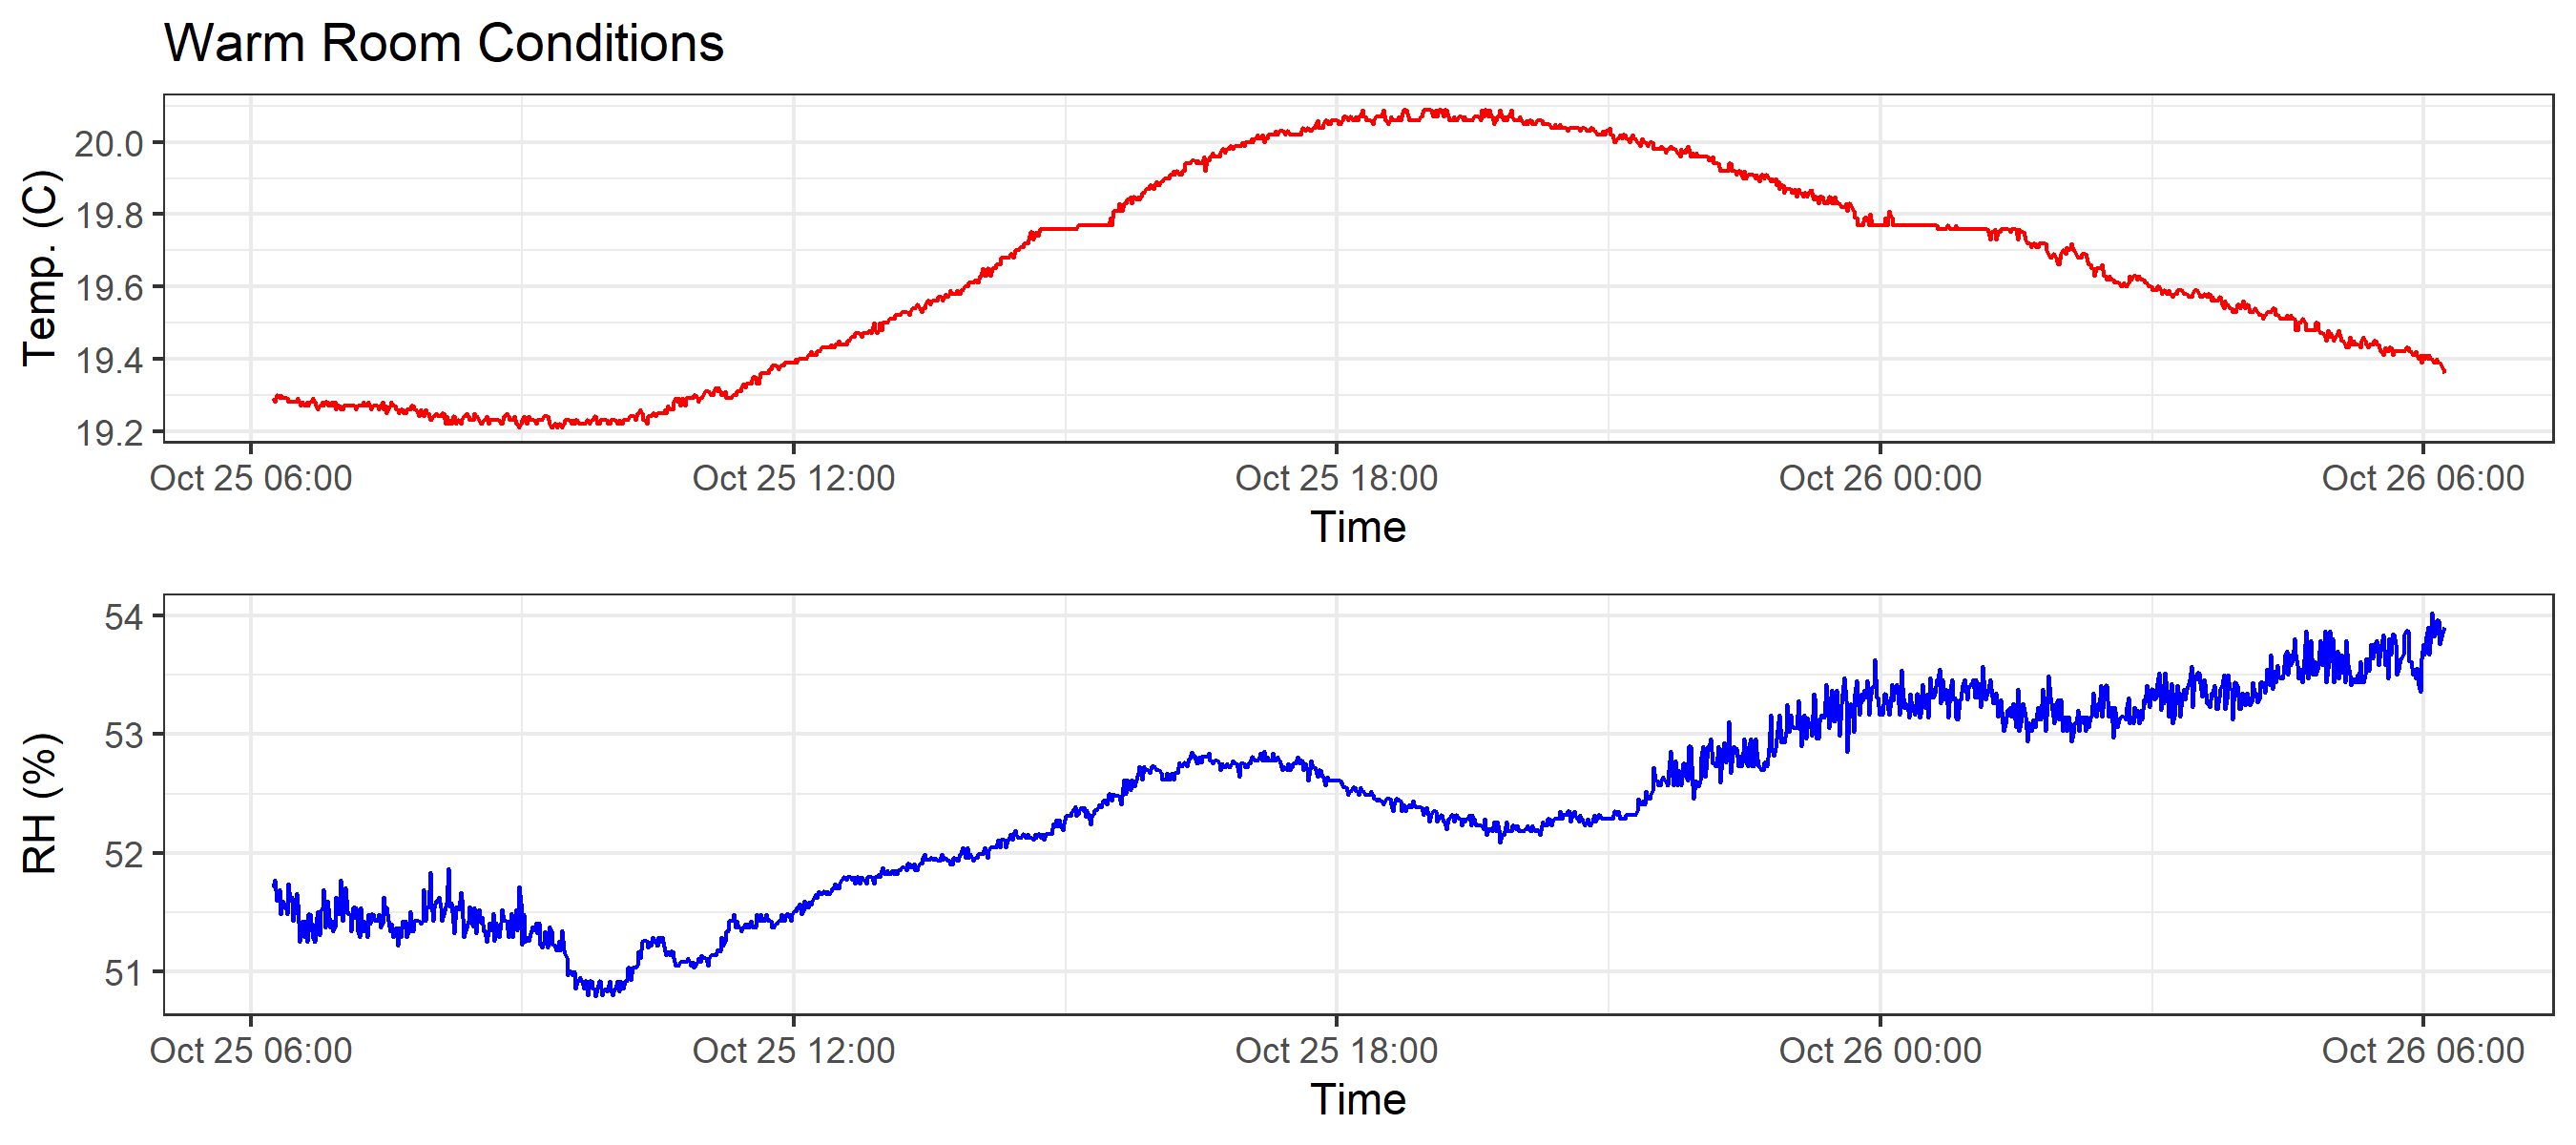 Warm Room Conditions
Temp. (C)
20.0
19.8
19.6
19.4
19.2
Oct 25 06:00 Oct 25 12:00 Oct 25 18:00 Oct 26 00:00 Oct 26 06:00
Time
RH (%)
54
53
52
51
Oct 25 06:00 Oct 25 12:00 Oct 25 18:00 Oct 26 00:00 Oct 26 06:00
Time